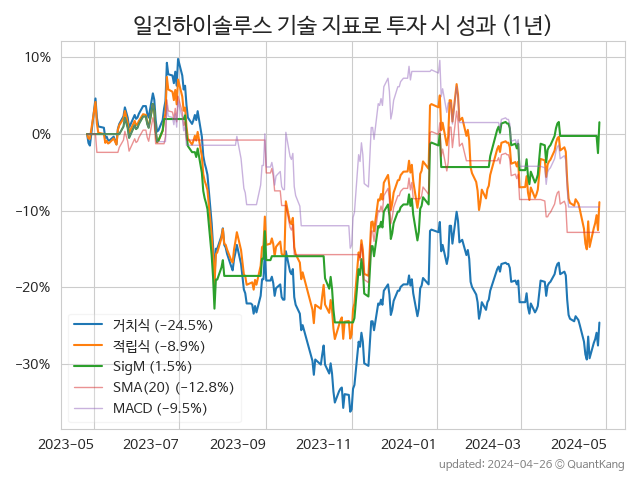 일진하이솔루스 기술 지표로 투자 시 성과 (1년)
10%
0%
−10%
−20%
−30%
거치식 (−24.5%)
적립식 (−8.9%)
SigM (1.5%)
SMA(20) (−12.8%)
MACD (−9.5%)
2023-05 2023-07 2023-09 2023-11 2024-01 2024-03 2024-05
updated: 2024-04-26 © QuantKang